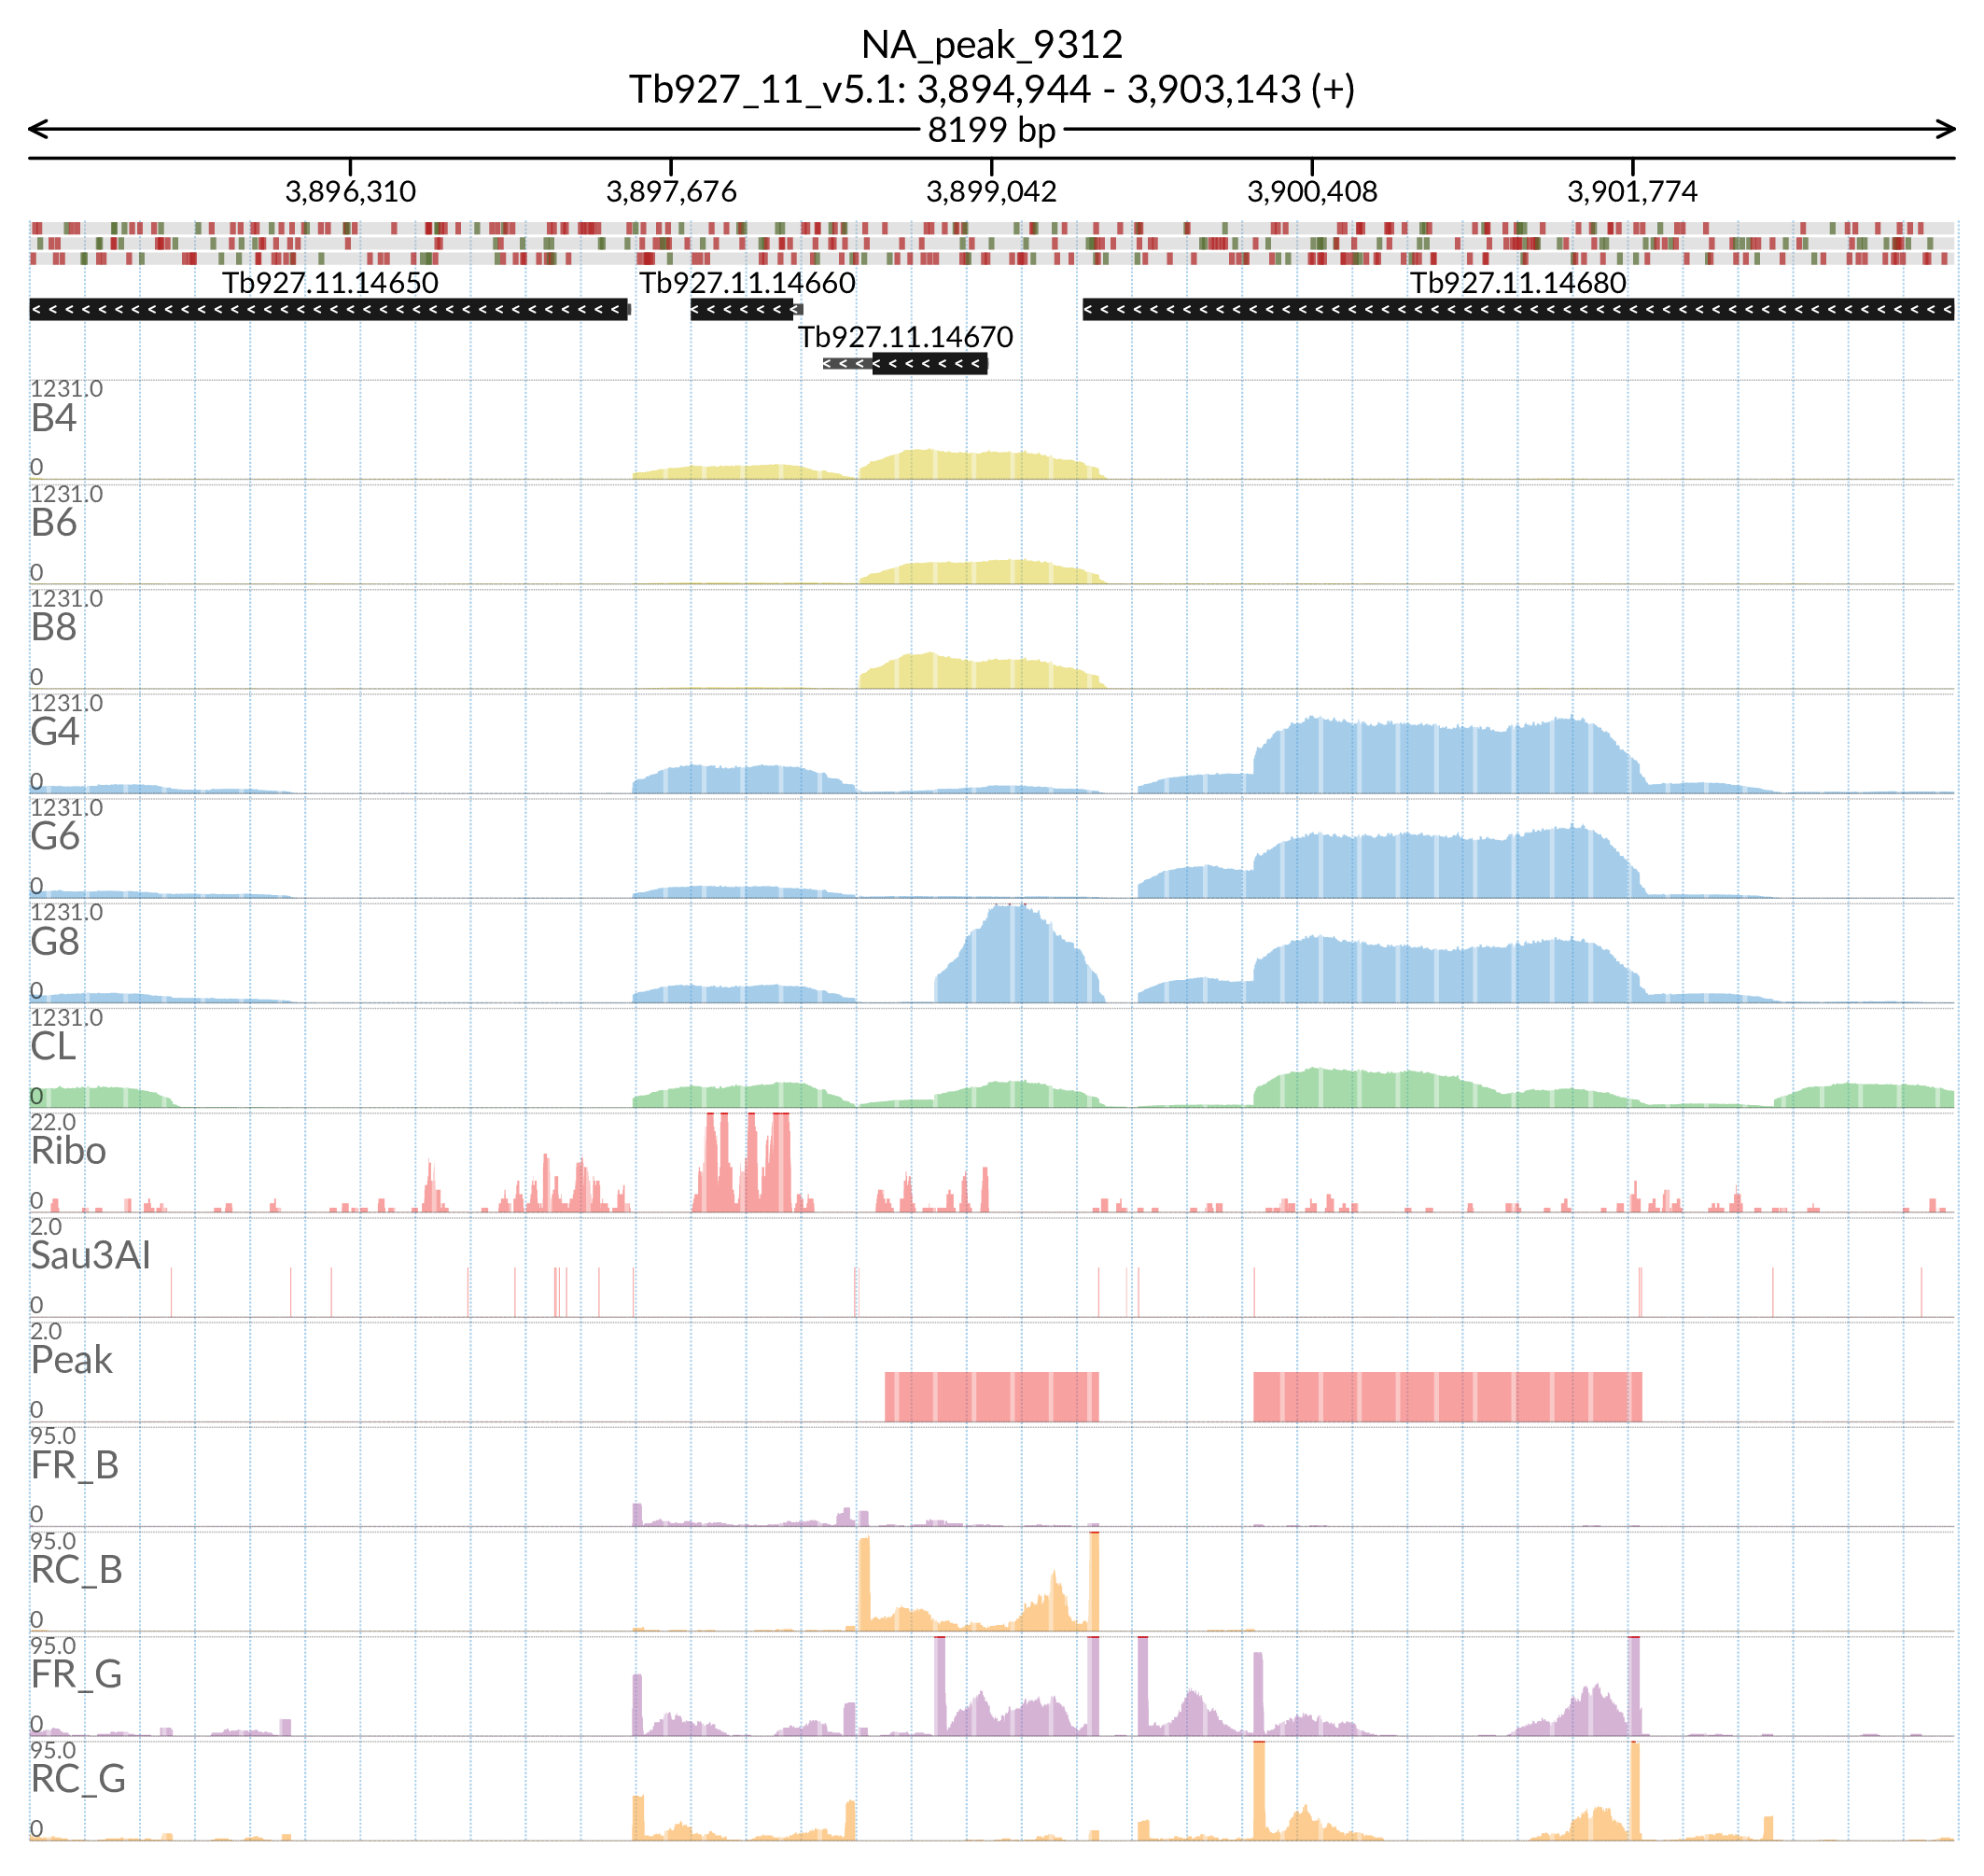 NA_peak_9312
Tb927_11_v5.1: 3,894,944 - 3,903,143 (+)
8199 bp
3,896,310 3,897,676 3,899,042 3,900,408 3,901,774
Tb927.11.14650 Tb927.11.14660 Tb927.11.14680
Tb927.11.14670
1231.0
B4
0
1231.0
B6
0
1231.0
B8
0
1231.0
G4
0
1231.0
G6
0
1231.0
G8
0
1231.0
CL
0
22.0
Ribo
0
2.0
Sau3AI
0
2.0
Peak
0
95.0
FR_B
0
95.0
RC_B
0
95.0
FR_G
0
95.0
RC_G
0